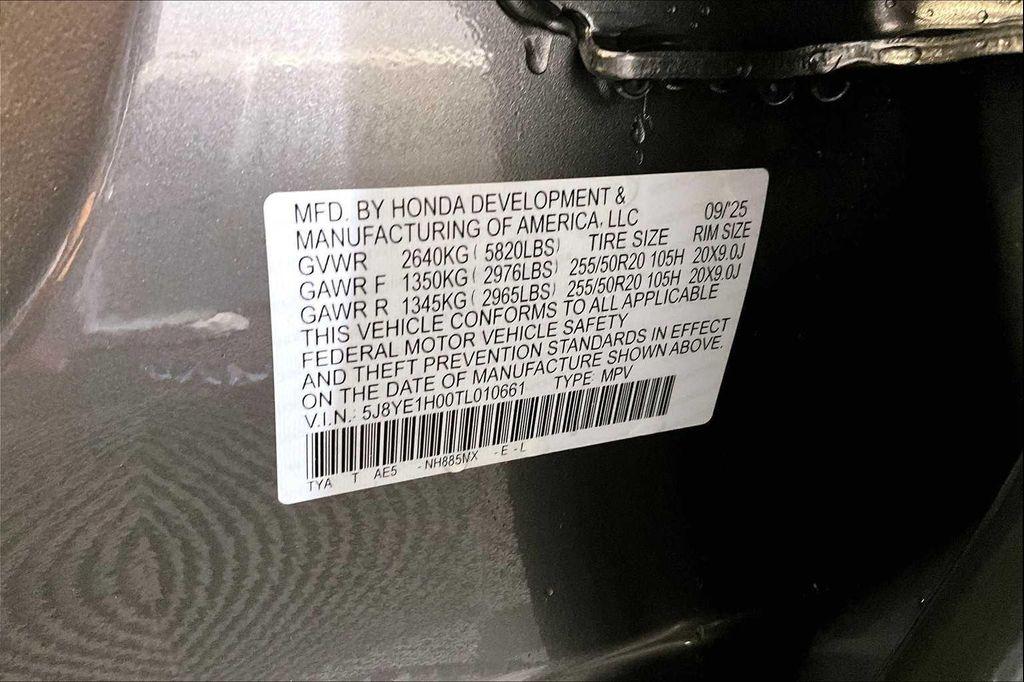 MFD. BY HONDA DEVELOPMENT &
MANUFACTURING OF AMERICA, LLC 09/'25
GVWR 2640KG ( 5820LBS) TIRE SIZE RIM SIZE
GAWR F 1350KG ( 2976LBS) 255/50R20 105H 20X9.0J
GAWR R 1345KG ( 2965LBS) 255/50R20 105H 20X9.0J
THIS VEHICLE CONFORMS TO ALL APPLICABLE
FEDERAL MOTOR VEHICLE SAFETY
AND THEFT PREVENTION STANDARDS IN EFFECT
ON THE DATE OF MANUFACTURE SHOWN ABOVE.
V.I.N.: 5J8YE1H00TL010661 TYPE: MPV
TYA T AE5 -NH885MX -E -L